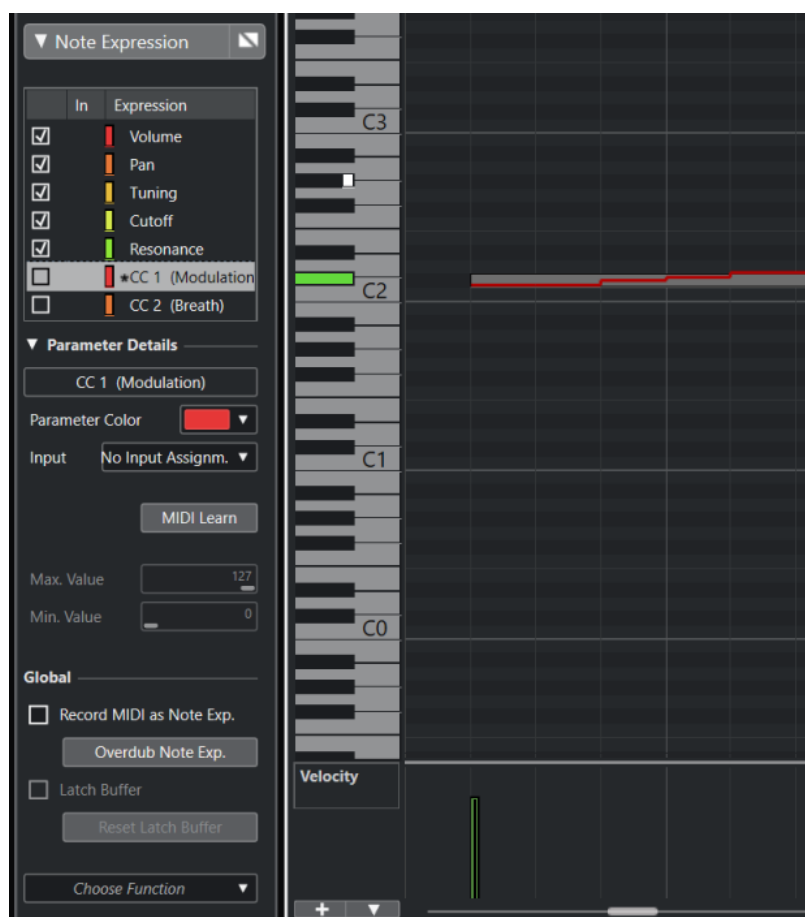 Note Expression
In Expression
Volume
Pan
Tuning
Cutoff
Resonance
*CC 1 (Modulation
CC 2 (Breath)
Parameter Details
CC 1 (Modulation)
Parameter Color
Input No Input Assignm.
MIDI Learn
Max. Value 127
Min. Value 0
Global
Record MIDI as Note Exp.
Overdub Note Exp.
Latch Buffer
Reset Latch Buffer
Choose Function
C3
C2
C1
C0
Velocity